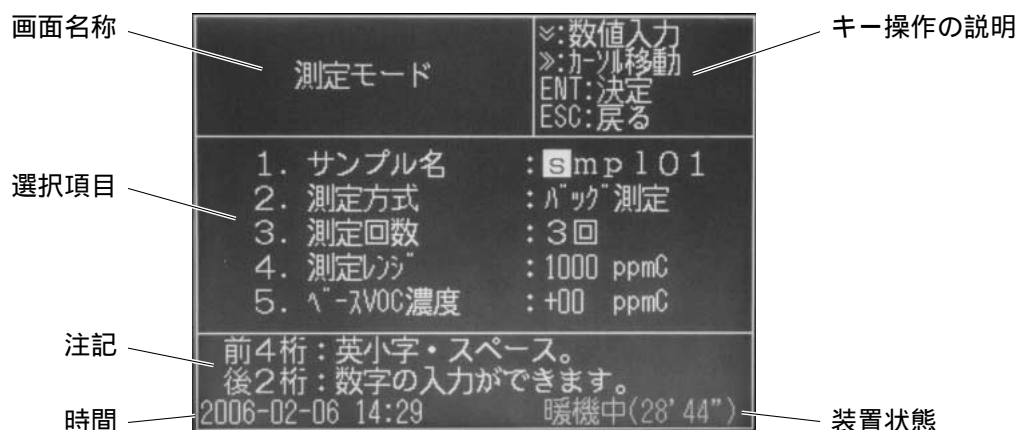 画面名称
キー操作の説明
測定モード
︾:数値入力
》:ｶｰｿﾙ移動
ENT:決定
ESC:戻る
選択項目
１．サンプル名 :ｓｍｐｌ０１
２．測定方式 :ﾊﾞｯｸﾞ測定
３．測定回数 :３回
４．測定ﾚﾝｼﾞ :1000 ppmC
５．ﾍﾞｰｽVOC濃度 :+00 ppmC
注記
前４桁：英小字・スペース。
後２桁：数字の入力ができます。
時間
2006-02-06 14:29
暖機中(28'44")
装置状態